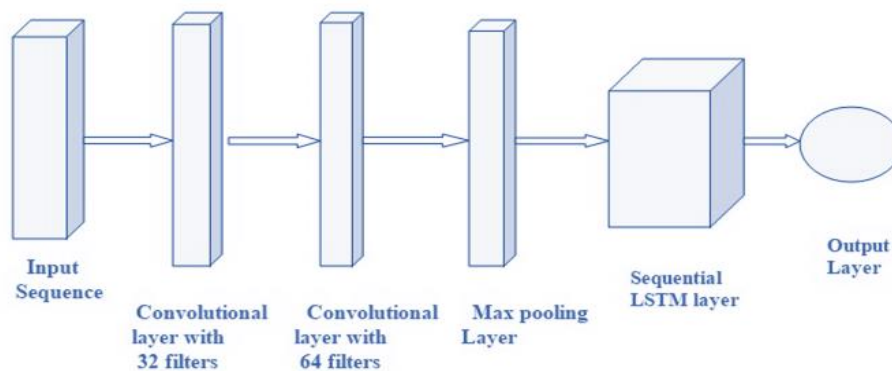 Input
Sequence
Convolutional
layer with
32 filters
Convolutional
layer with
64 filters
Max pooling
Layer
Sequential
LSTM layer
Output
Layer